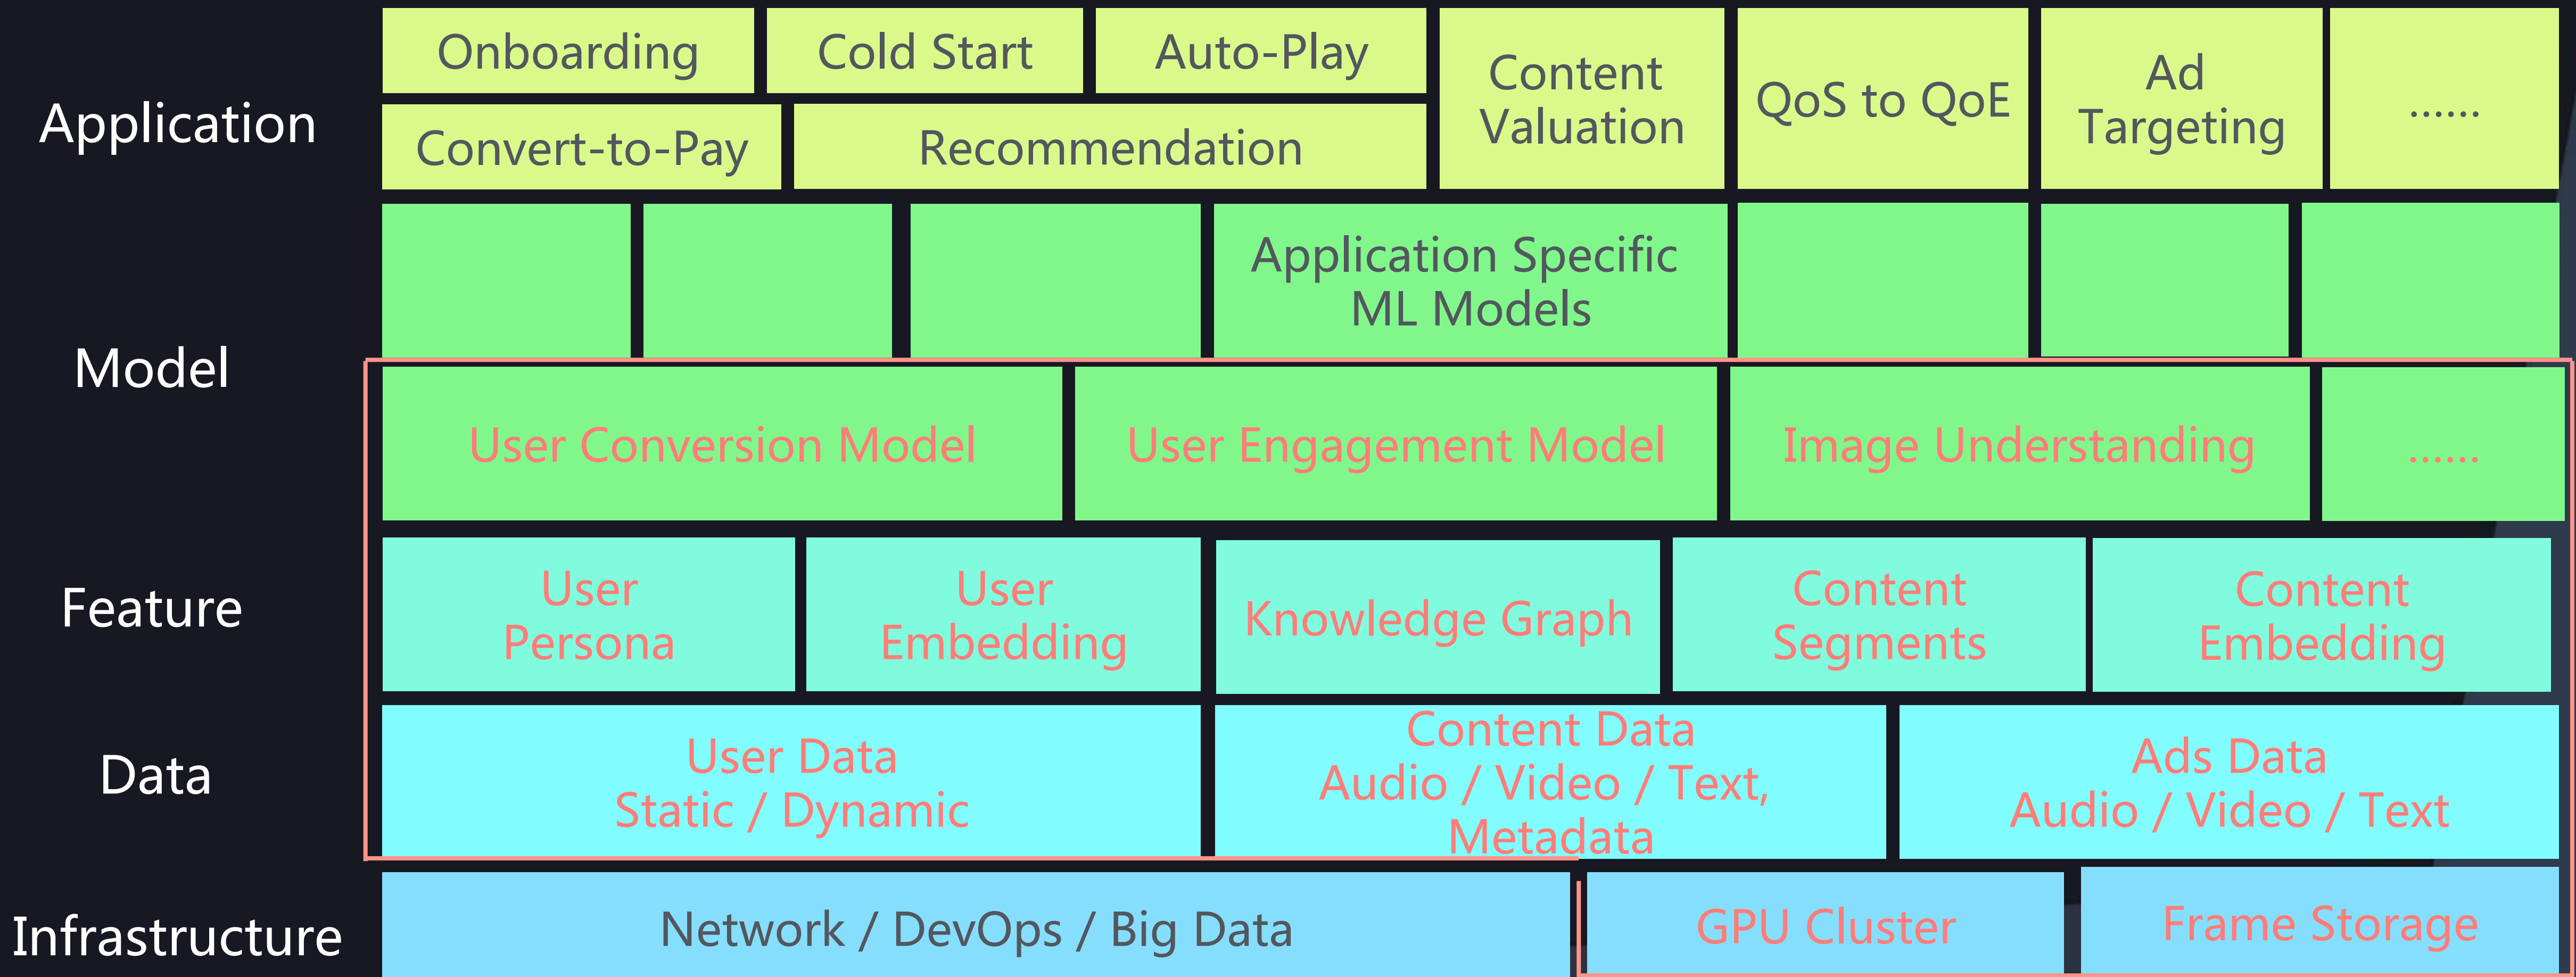 Application
Onboarding
Cold Start
Auto-Play
Content
Valuation
QoS to QoE
Ad
Targeting
......
Convert-to-Pay
Recommendation
Model
Application Specific
ML Models
User Conversion Model
User Engagement Model
Image Understanding
......
Feature
User
Persona
User
Embedding
Knowledge Graph
Content
Segments
Content
Embedding
Data
User Data
Static / Dynamic
Content Data
Audio / Video / Text,
Metadata
Ads Data
Audio / Video / Text
Infrastructure
Network / DevOps / Big Data
GPU Cluster
Frame Storage